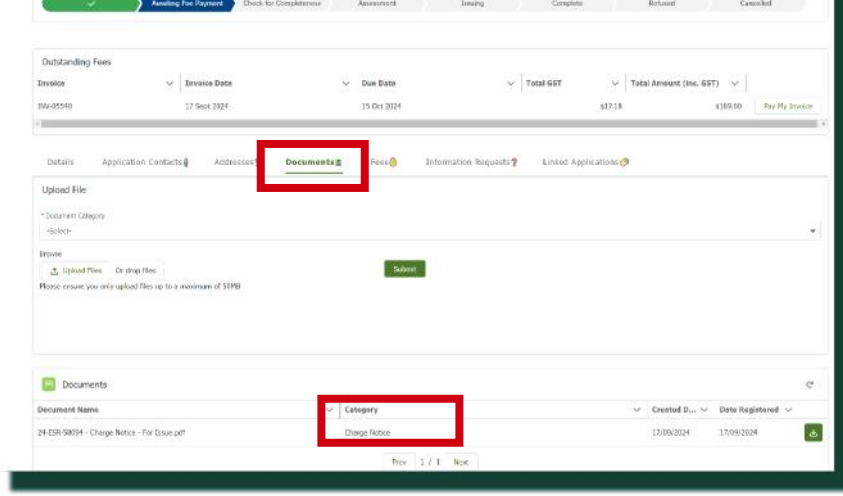 Awaiting Fee Payment Check for Completeness Assessment Issuing Complete Refused Cancelled
Outstanding Fees
Invoice Invoice Date Due Date Total GST Total Amount (Inc. GST)
INV-05540 17 Sept 2024 15 Oct 2024 $17.18 $189.00 Pay My Invoice
Details Application Contacts Addresses Documents Fees Information Requests Linked Applications
Upload File
* Document Category
-Select-
Browse
Upload Files Or drop files Submit
Please ensure you only upload files up to a maximum of 50MB
Documents
Document Name Category Created D... Date Registered
Charge Notice - For Issue.pdf Charge Notice 17/09/2024 17/09/2024
Prev 1 / 1 Next